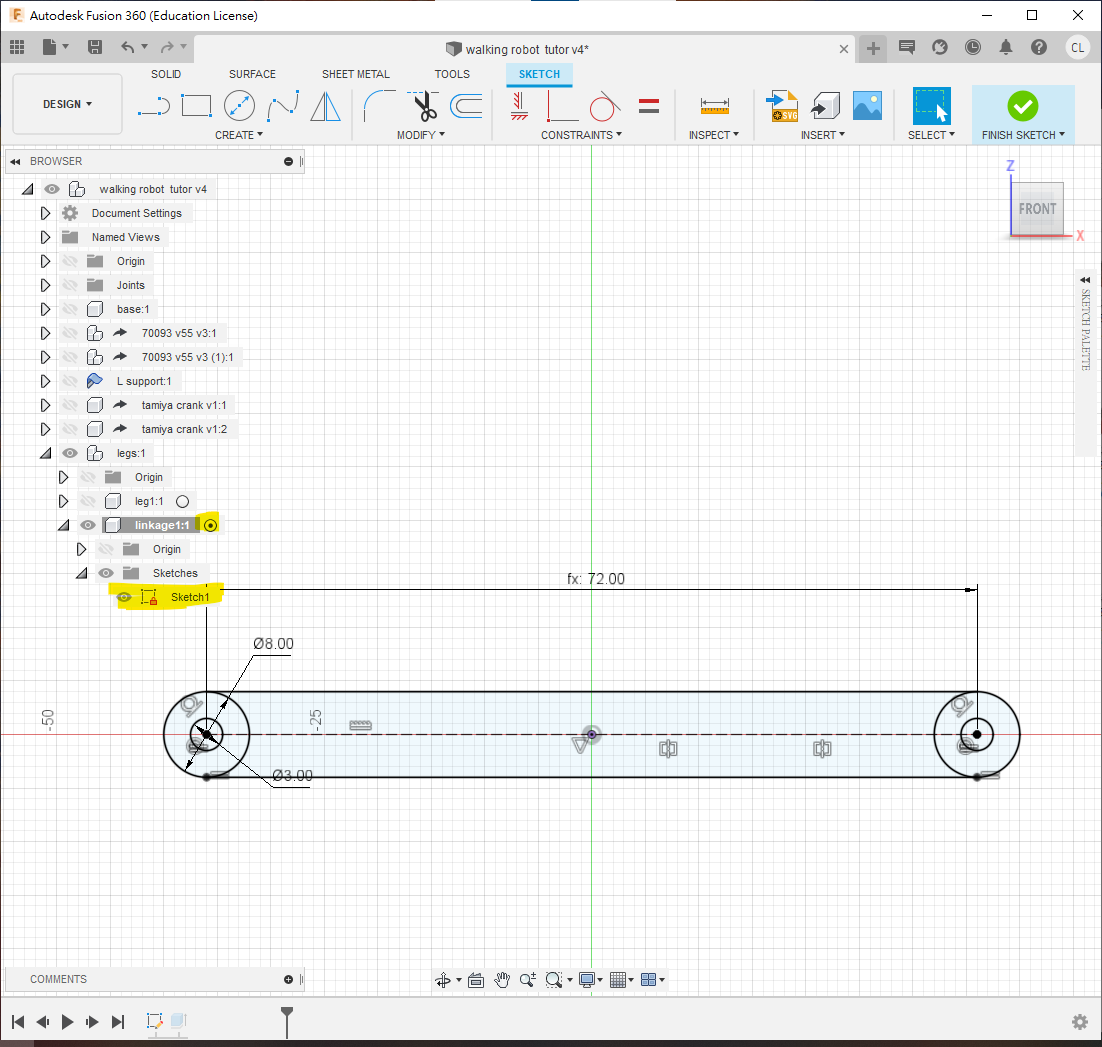 Autodesk Fusion 360 (Education License)
walking robot tutor v4*
CL
SOLID SURFACE SHEET METAL TOOLS SKETCH
DESIGN
SVG
CREATE MODIFY CONSTRAINTS INSPECT INSERT SELECT FINISH SKETCH
BROWSER
walking robot tutor v4
Document Settings
Named Views
Origin
Joints
base:1
70093 v55 v3:1
70093 v55 v3 (1):1
L support:1
tamiya crank v1:1
tamiya crank v1:2
legs:1
Origin
leg1:1
linkage1:1
Origin
Sketches
Sketch1
Z
FRONT
X
SKETCH PALETTE
fx: 72.00
Ø8.00
-50
-25
Ø3.00
COMMENTS